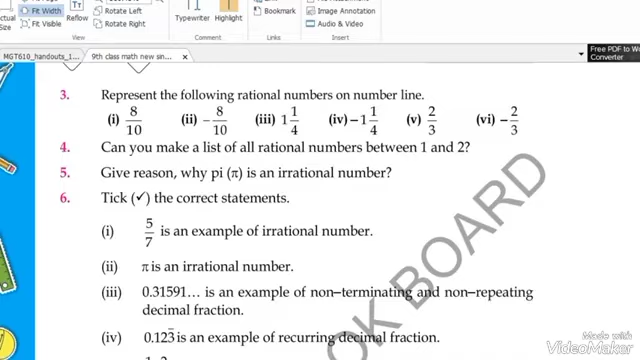 Fit Width
Reflow
Rotate Left
Rotate Right
Fit Visible
Typewriter
Highlight
Link
Bookmark
Image Annotation
Audio & Video
Size
View
Comment
Links
Insert
MGT610_handouts_1...
9th class math new sin...
Free PDF to Wo
Converter
3. Represent the following rational numbers on number line.
(i) 8/10 (ii) −8/10 (iii) 1 1/4 (iv) −1 1/4 (v) 2/3 (vi) −2/3
4. Can you make a list of all rational numbers between 1 and 2?
5. Give reason, why pi (π) is an irrational number?
6. Tick (✓) the correct statements.
(i) 5/7 is an example of irrational number.
(ii) π is an irrational number.
(iii) 0.31591... is an example of non−terminating and non−repeating
decimal fraction.
(iv) 0.123̅ is an example of recurring decimal fraction.
OK BOARD
Made with
VideoMaker